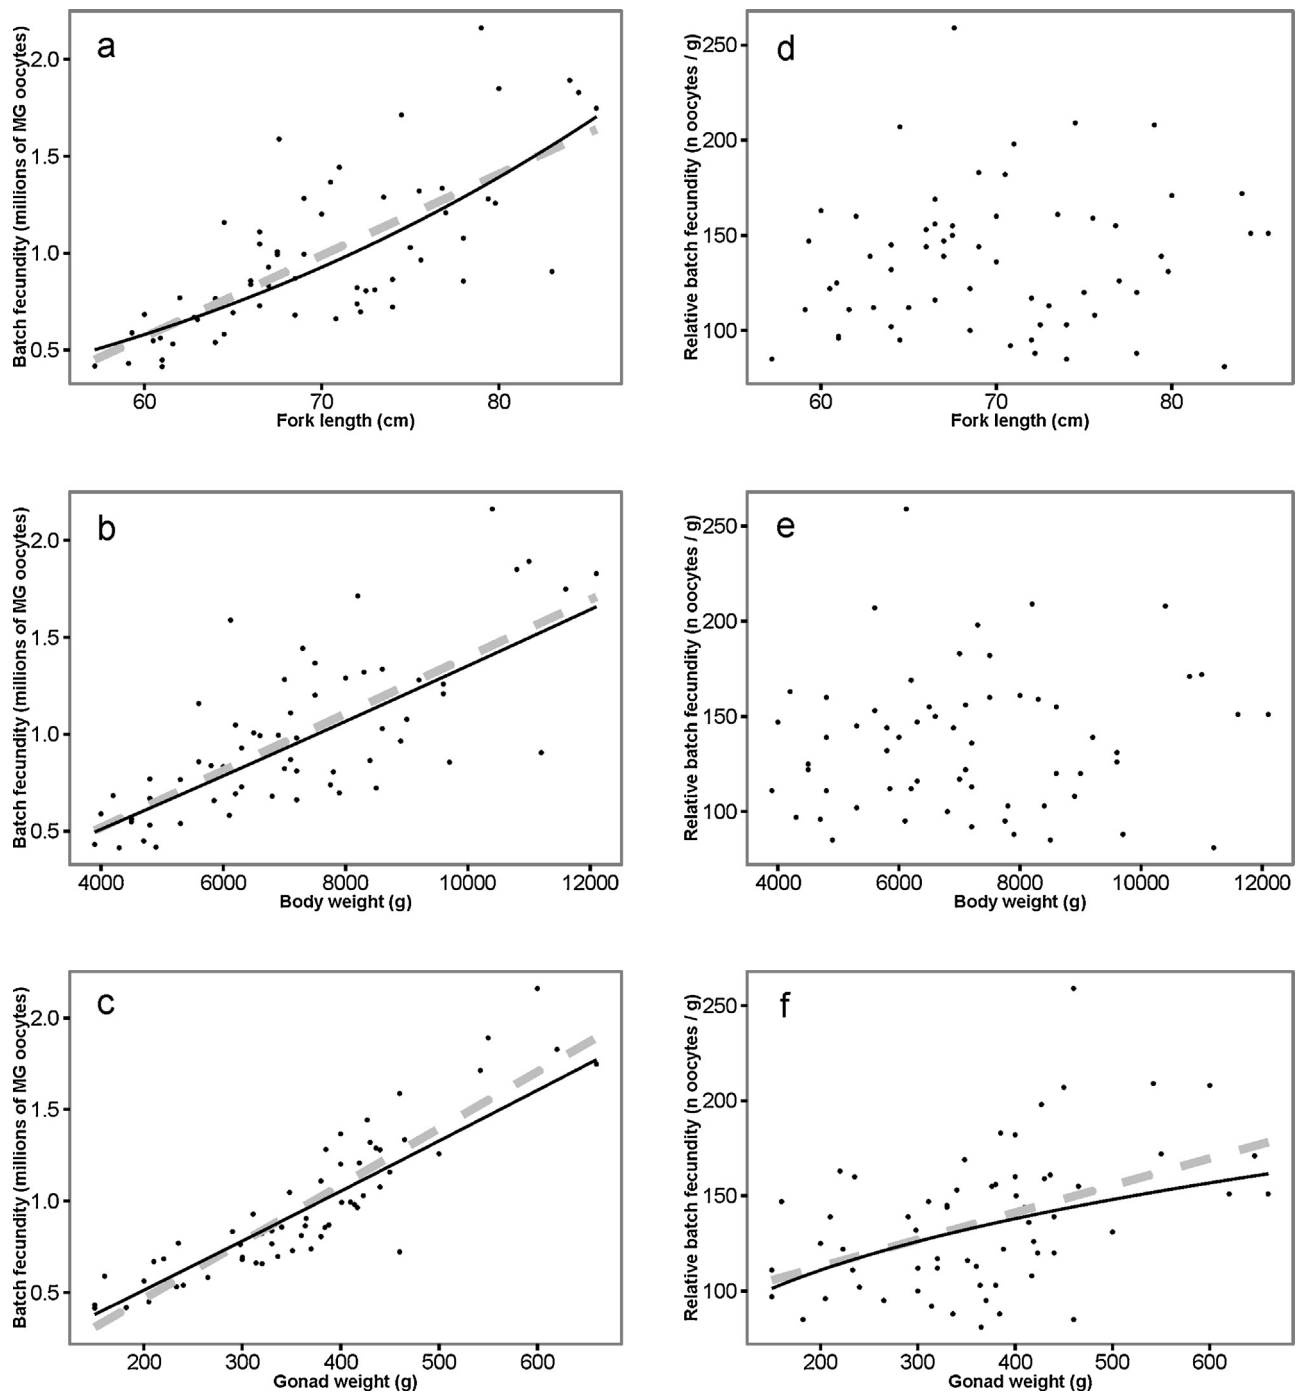 a
Batch fecundity (millions of MG oocytes)
2.0
1.5
1.0
0.5
60 70 80
Fork length (cm)
d
Relative batch fecundity (n oocytes / g)
250
200
150
100
60 70 80
Fork length (cm)
b
Batch fecundity (millions of MG oocytes)
2.0
1.5
1.0
0.5
4000 6000 8000 10000 12000
Body weight (g)
e
Relative batch fecundity (n oocytes / g)
250
200
150
100
4000 6000 8000 10000 12000
Body weight (g)
c
Batch fecundity (millions of MG oocytes)
2.0
1.5
1.0
0.5
200 300 400 500 600
Gonad weight (g)
f
Relative batch fecundity (n oocytes / g)
250
200
150
100
200 300 400 500 600
Gonad weight (g)